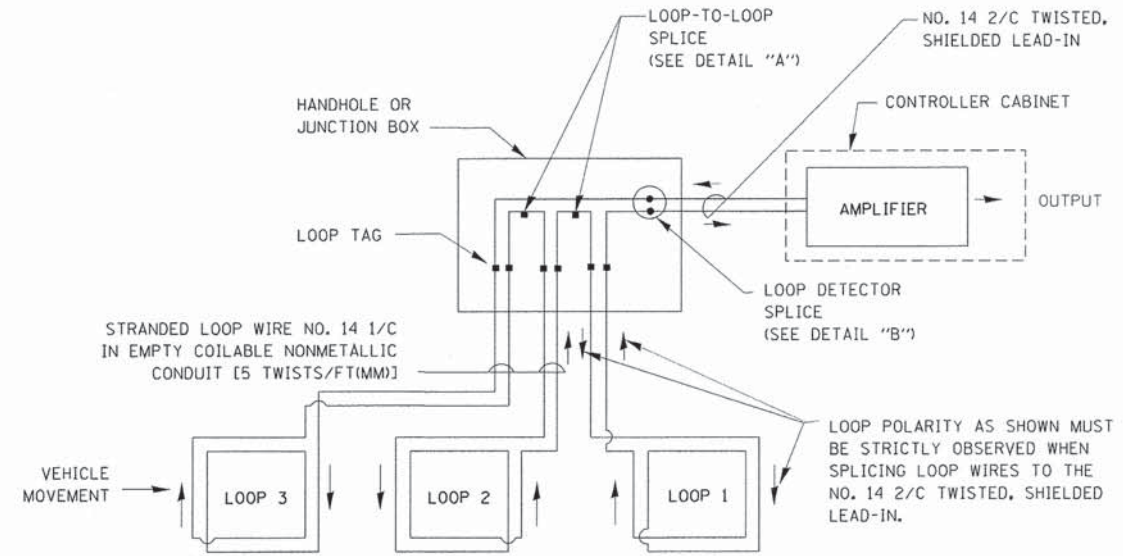 LOOP-TO-LOOP
SPLICE
(SEE DETAIL "A")
NO. 14 2/C TWISTED,
SHIELDED LEAD-IN
HANDHOLE OR
JUNCTION BOX
CONTROLLER CABINET
AMPLIFIER
OUTPUT
LOOP TAG
LOOP DETECTOR
SPLICE
(SEE DETAIL "B")
STRANDED LOOP WIRE NO. 14 1/C
IN EMPTY COILABLE NONMETALLIC
CONDUIT [5 TWISTS/FT(MM)]
LOOP POLARITY AS SHOWN MUST
BE STRICTLY OBSERVED WHEN
SPLICING LOOP WIRES TO THE
NO. 14 2/C TWISTED, SHIELDED
LEAD-IN.
VEHICLE
MOVEMENT
LOOP 3
LOOP 2
LOOP 1